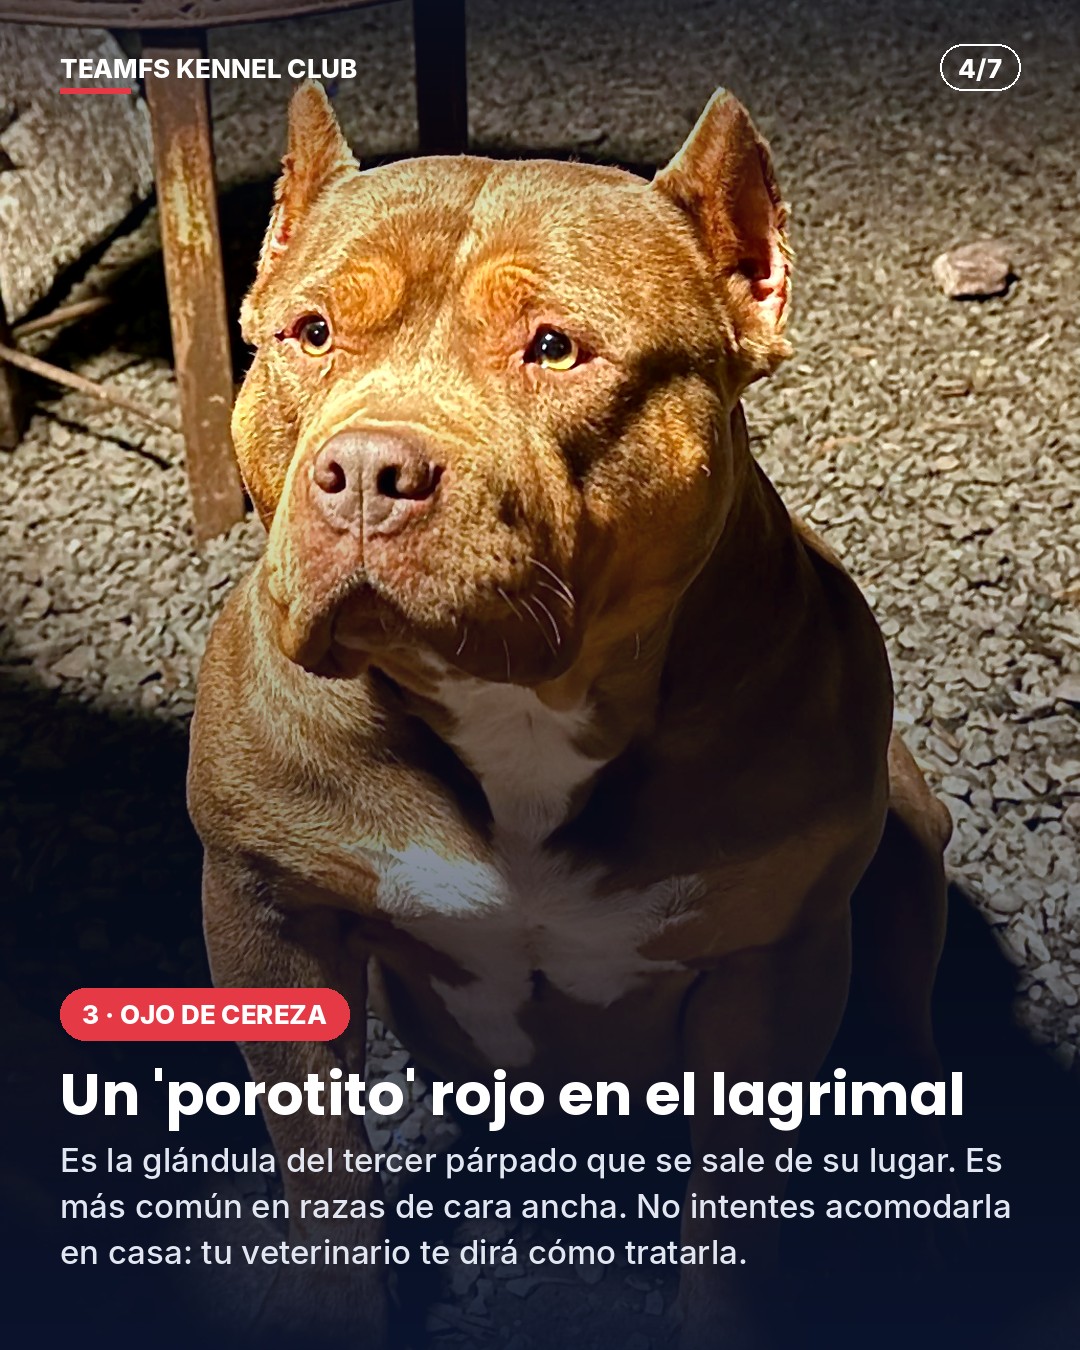 TEAMFS KENNEL CLUB
4/7
3 · OJO DE CEREZA
Un 'porotito' rojo en el lagrimal
Es la glándula del tercer párpado que se sale de su lugar. Es
más común en razas de cara ancha. No intentes acomodarla
en casa: tu veterinario te dirá cómo tratarla.